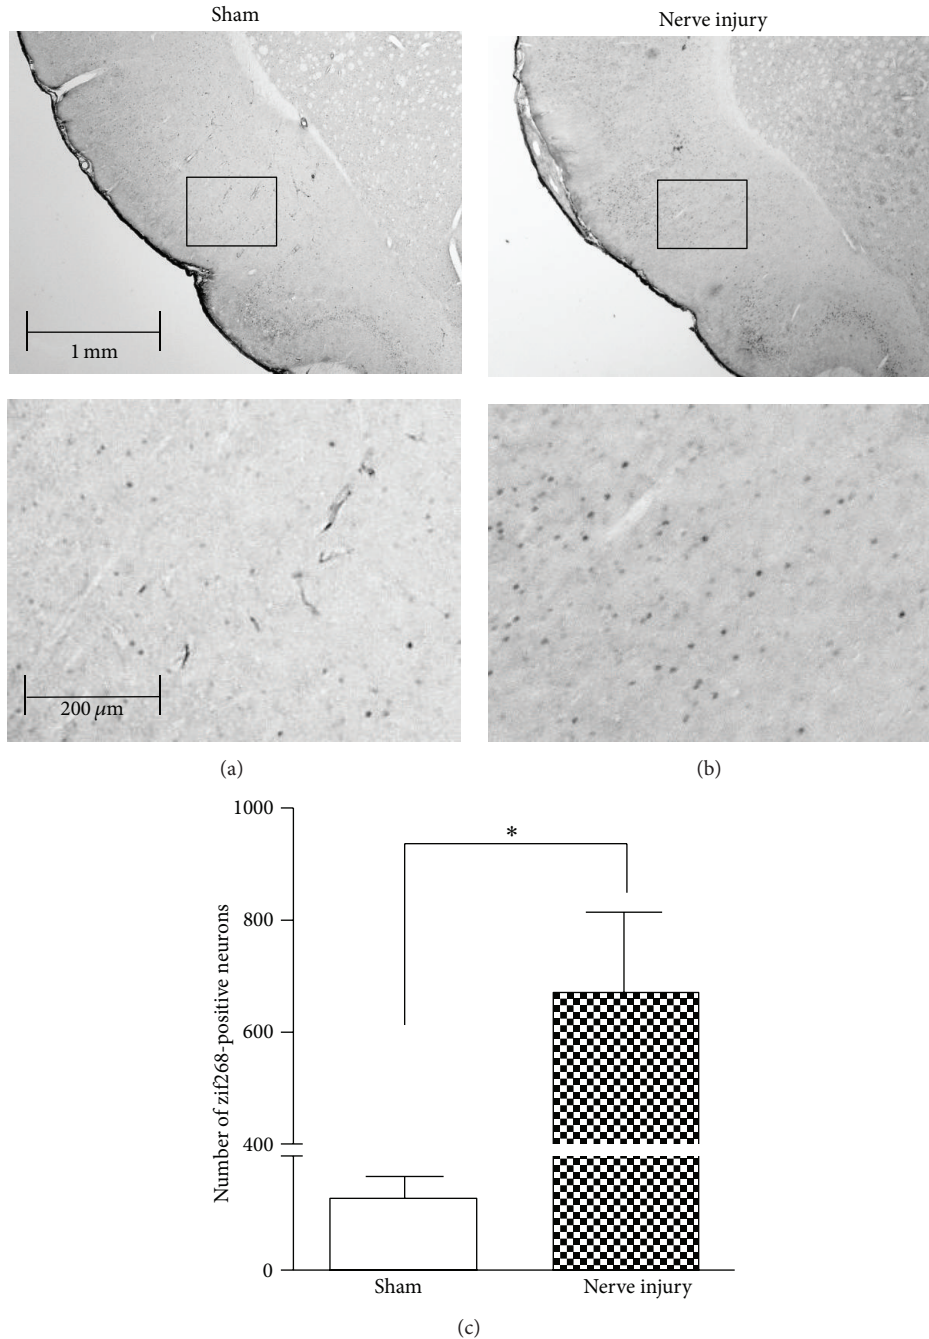 Sham
Nerve injury
1 mm
200 μm
(a)
(b)
1000
800
600
400
0
Number of zif268-positive neurons
*
Sham
Nerve injury
(c)